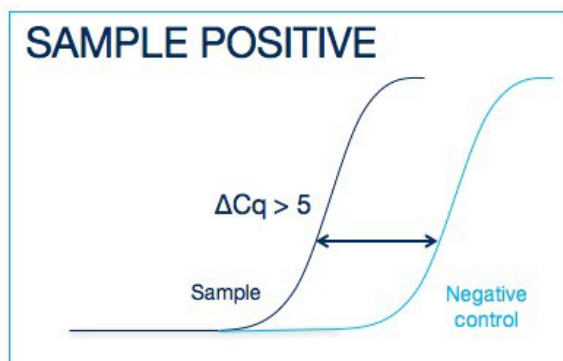 SAMPLE POSITIVE
ΔCq > 5
Sample
Negative
control